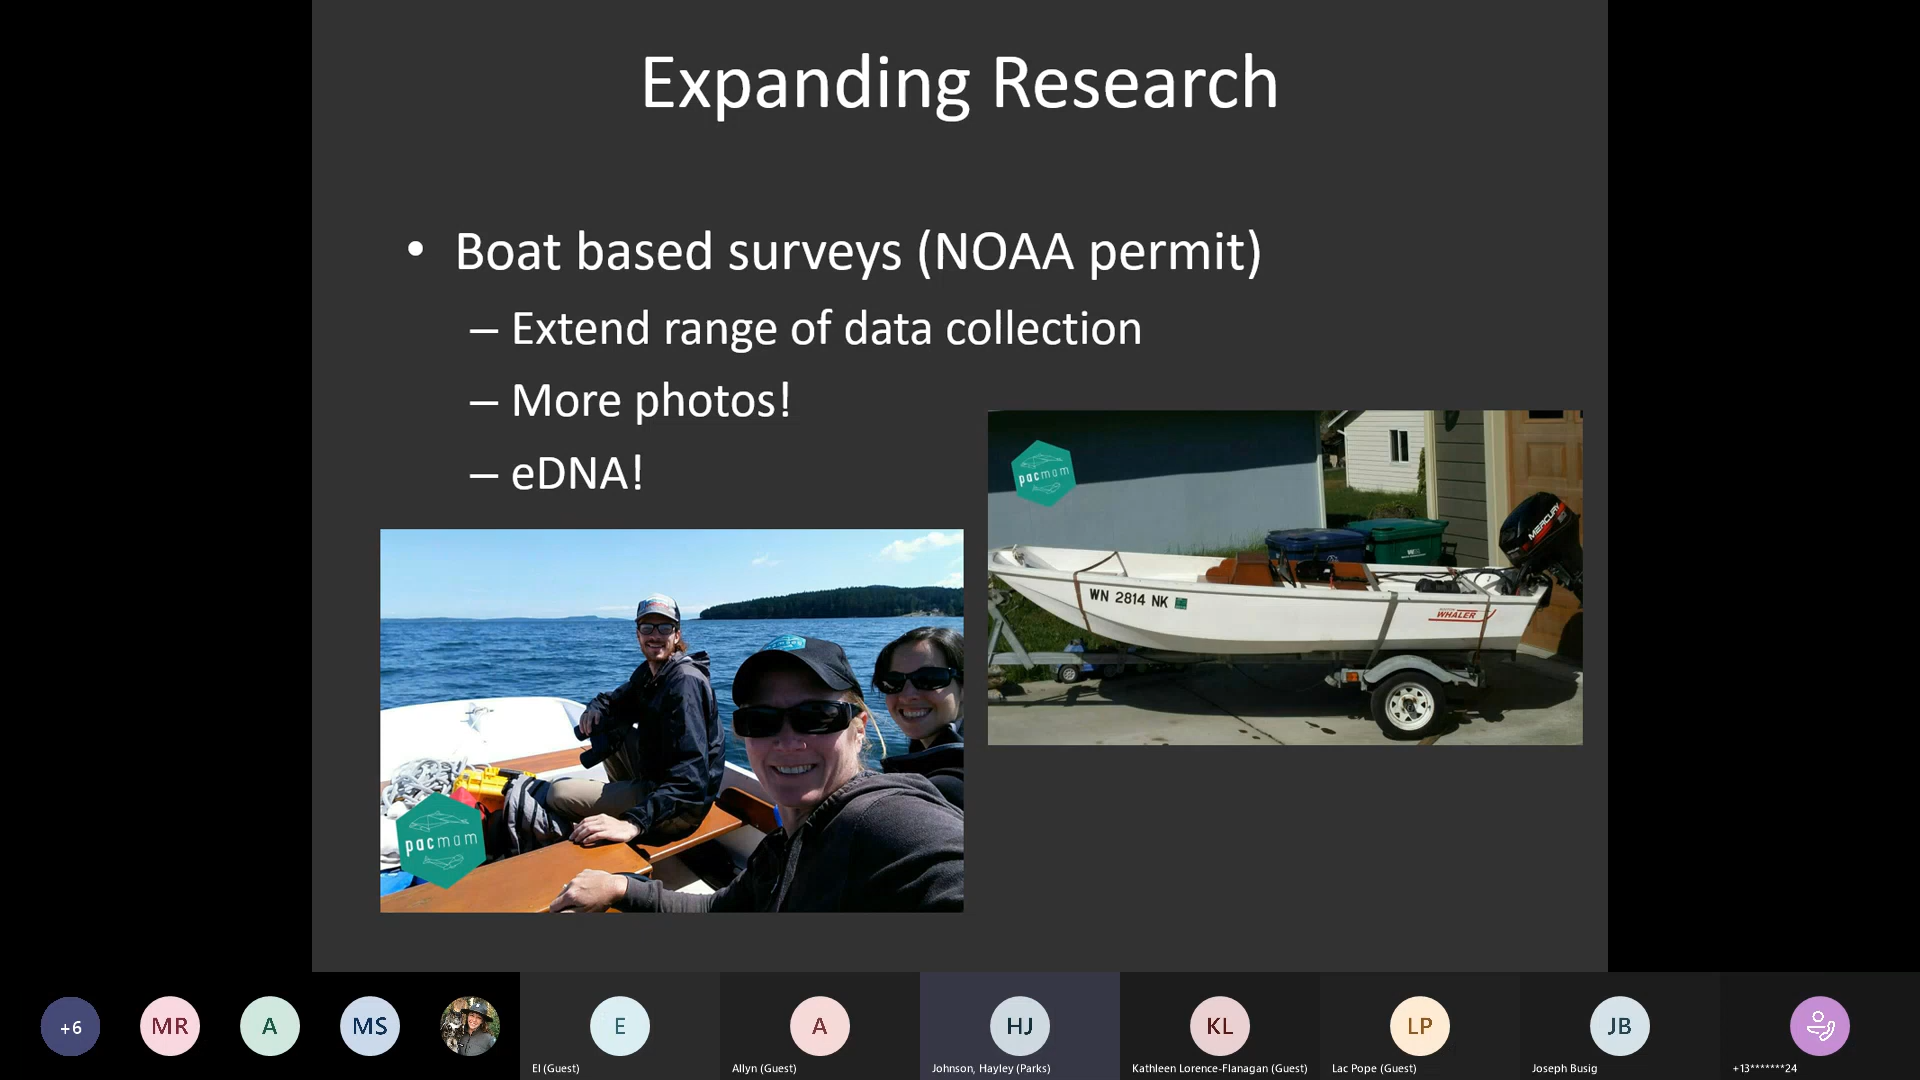 Expanding Research
• Boat based surveys (NOAA permit)
– Extend range of data collection
– More photos!
– eDNA!
pacmam
WN 2814 NK
WHALER
MERCURY
pacmam
+6
MR
A
MS
E
El (Guest)
A
Allyn (Guest)
HJ
Johnson, Hayley (Parks)
KL
Kathleen Lorence-Flanagan (Guest)
LP
Lac Pope (Guest)
JB
Joseph Busig
+13*******24